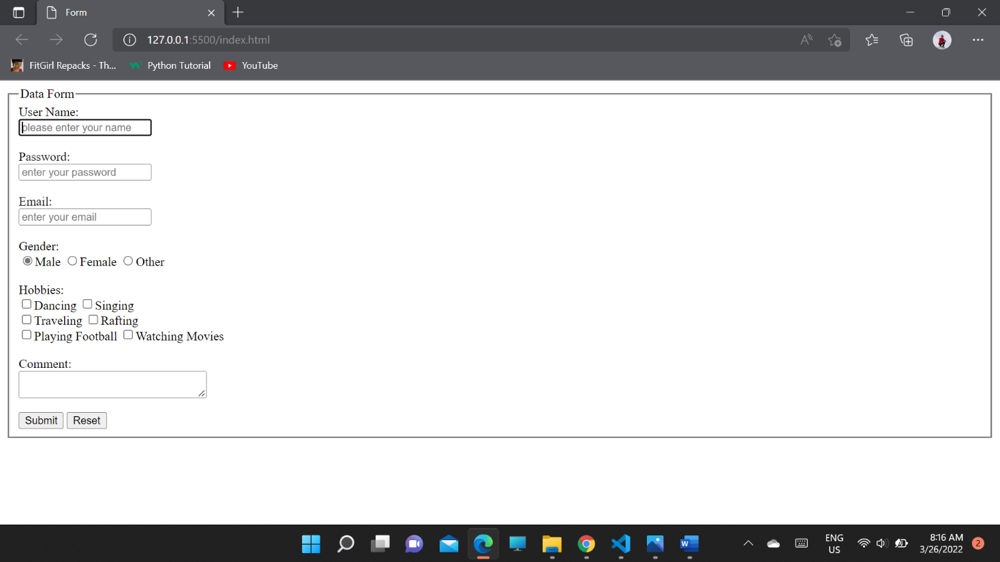 Form
127.0.0.1:5500/index.html
FitGirl Repacks - Th...
Python Tutorial
YouTube
Data Form
User Name:
please enter your name
Password:
enter your password
Email:
enter your email
Gender:
Male Female Other
Hobbies:
Dancing Singing
Traveling Rafting
Playing Football Watching Movies
Comment:
Submit Reset
ENG
US
8:16 AM
3/26/2022
2